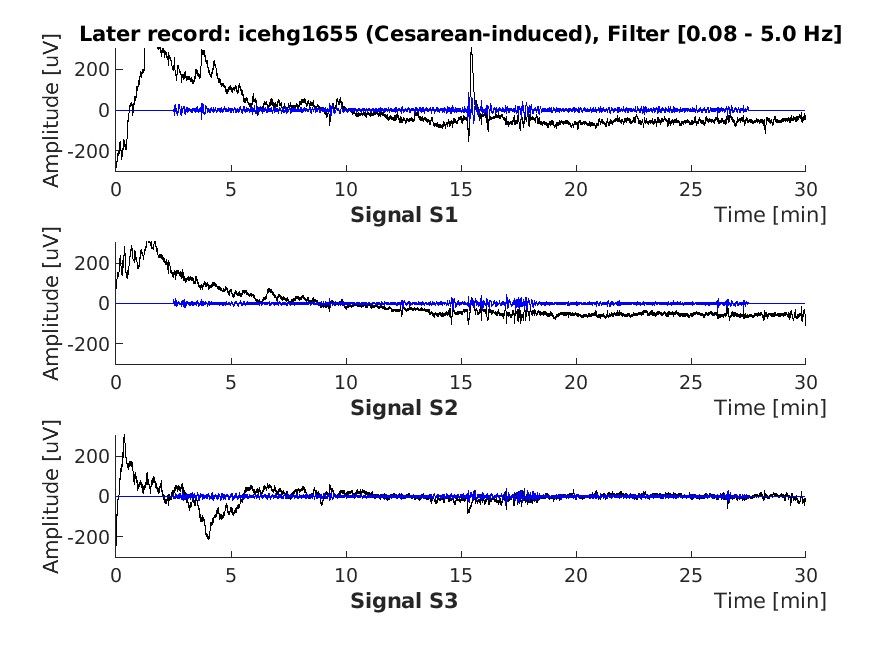 Later record: icehg1655 (Cesarean-induced), Filter [0.08 - 5.0 Hz]
Amplitude [uV]
200
0
-200
0 5 10 15 20 25 30
Signal S1 Time [min]
Amplitude [uV]
200
0
-200
0 5 10 15 20 25 30
Signal S2 Time [min]
Amplitude [uV]
200
0
-200
0 5 10 15 20 25 30
Signal S3 Time [min]